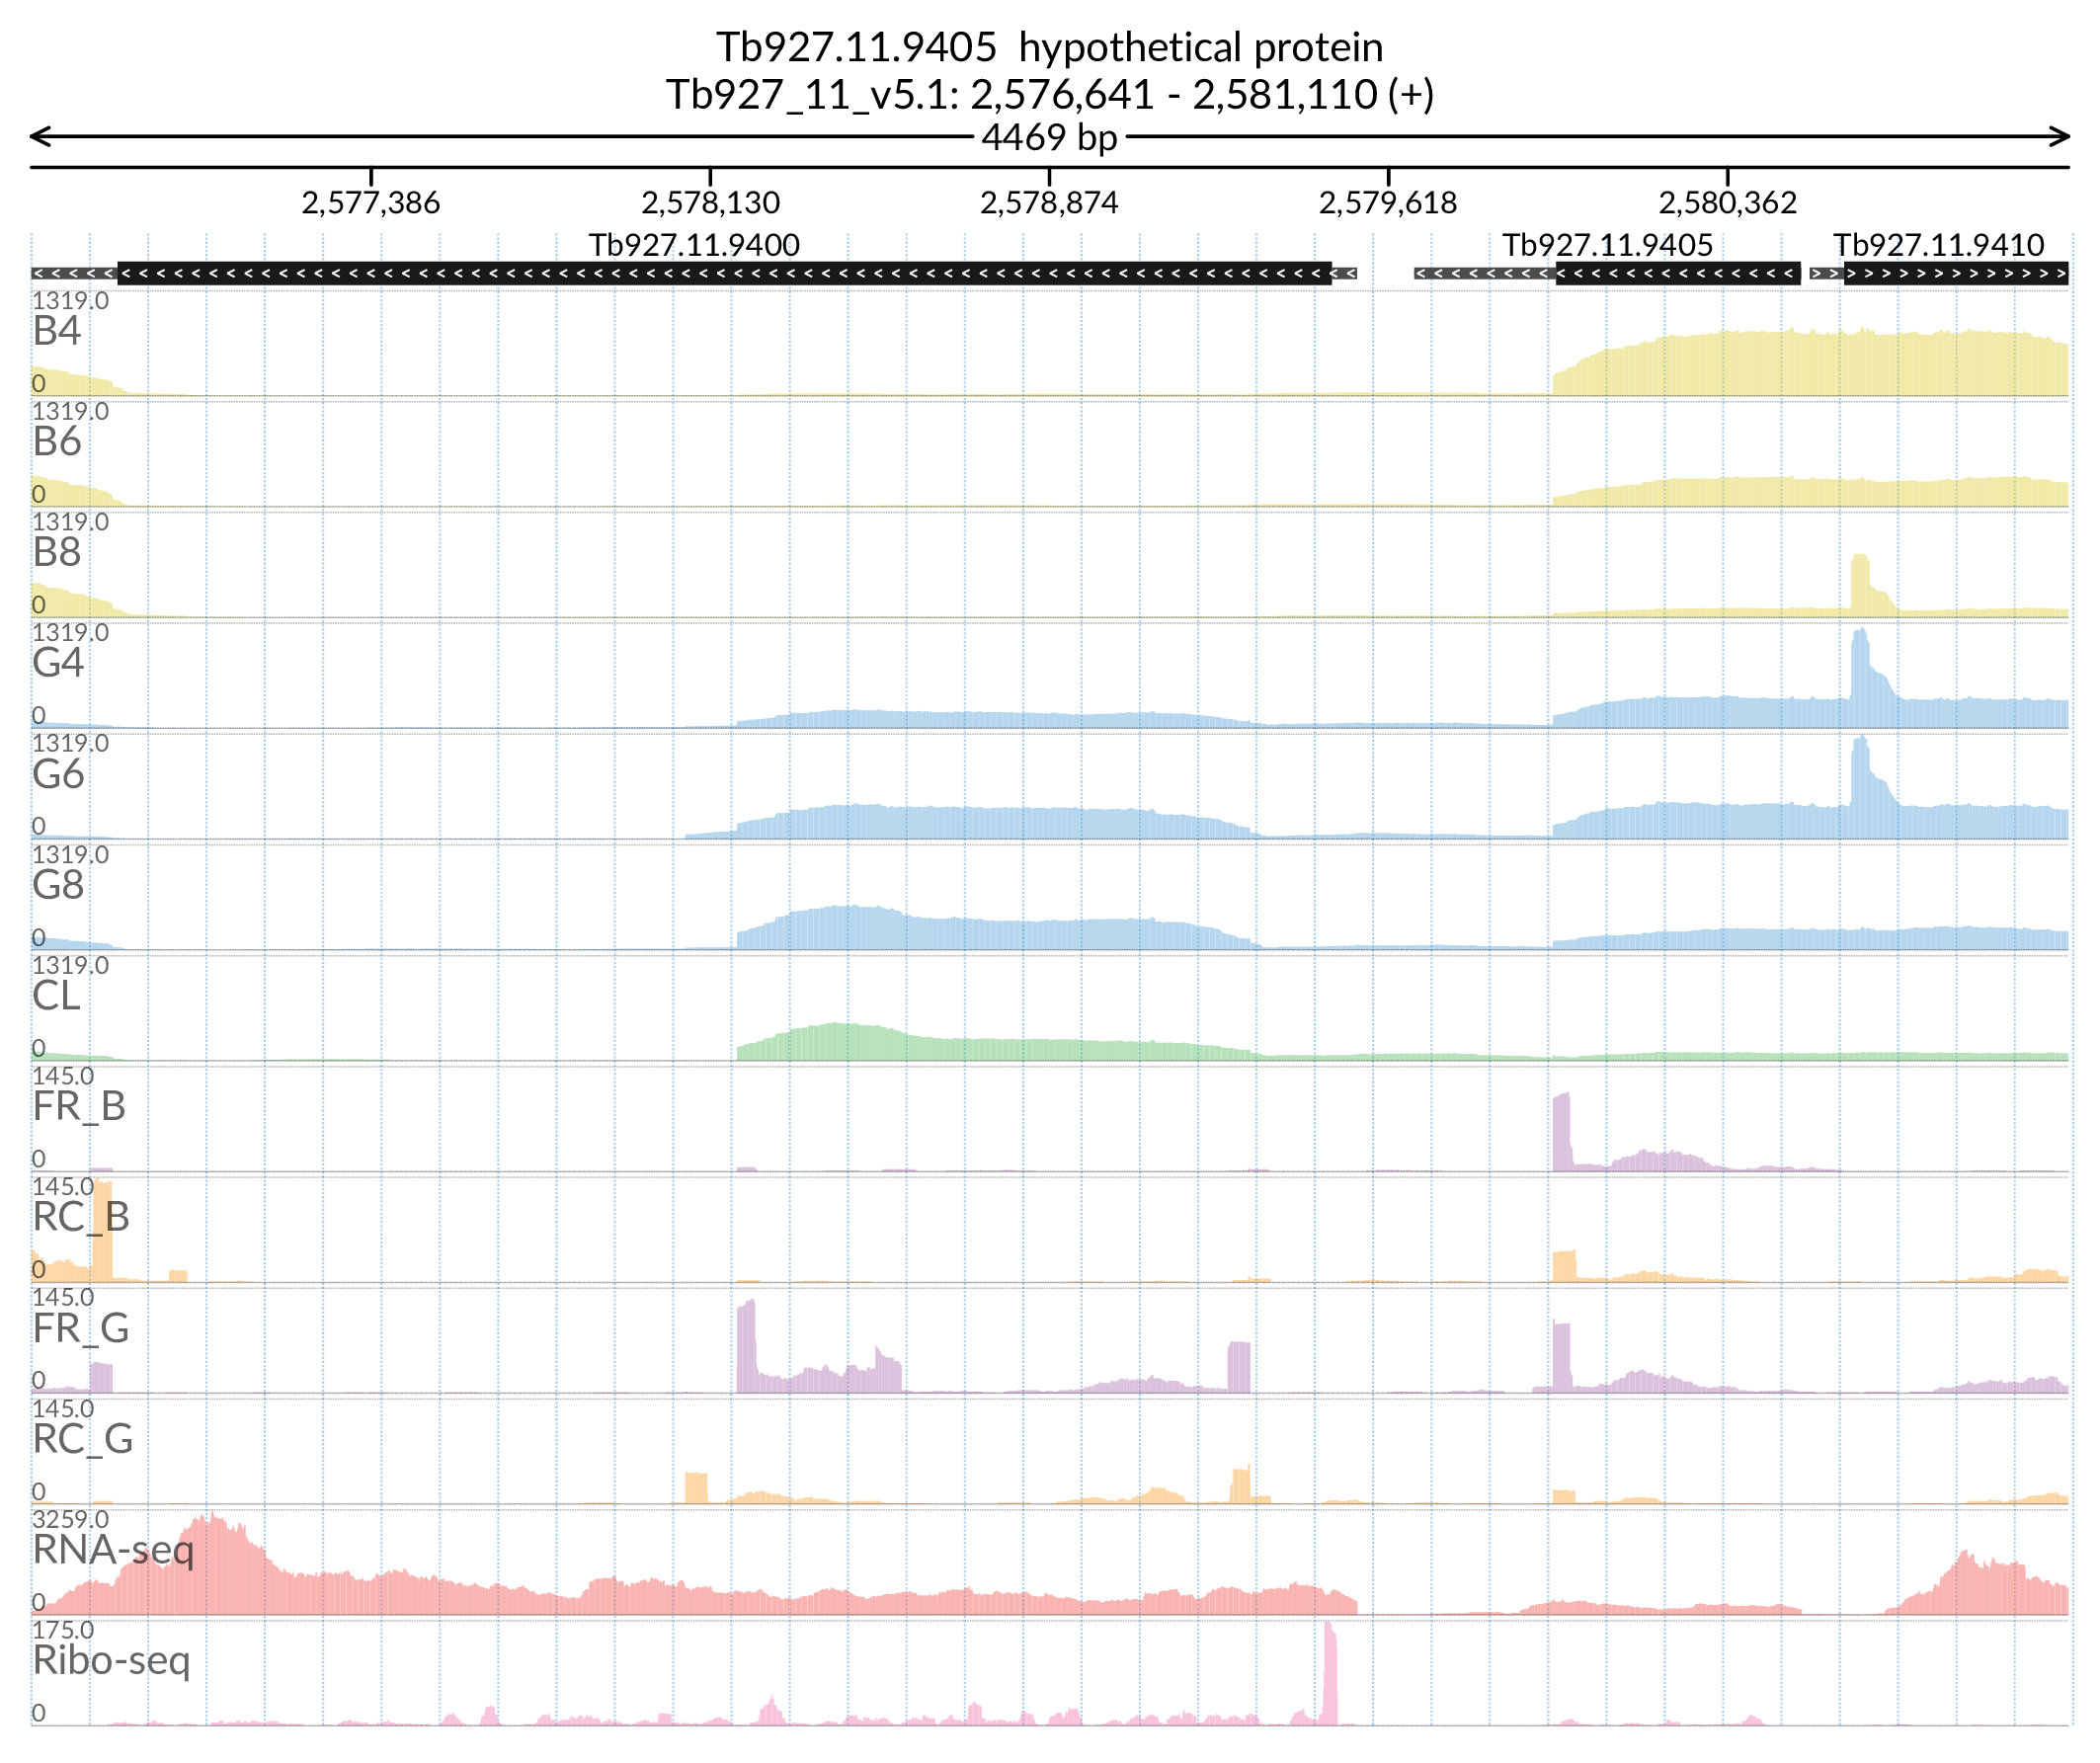 Tb927.11.9405  hypothetical protein
Tb927_11_v5.1: 2,576,641 - 2,581,110 (+)
4469 bp
2,577,386 2,578,130 2,578,874 2,579,618 2,580,362
Tb927.11.9400 Tb927.11.9405 Tb927.11.9410
1319.0
B4
0
1319.0
B6
0
1319.0
B8
0
1319.0
G4
0
1319.0
G6
0
1319.0
G8
0
1319.0
CL
0
145.0
FR_B
0
145.0
RC_B
0
145.0
FR_G
0
145.0
RC_G
0
3259.0
RNA-seq
0
175.0
Ribo-seq
0